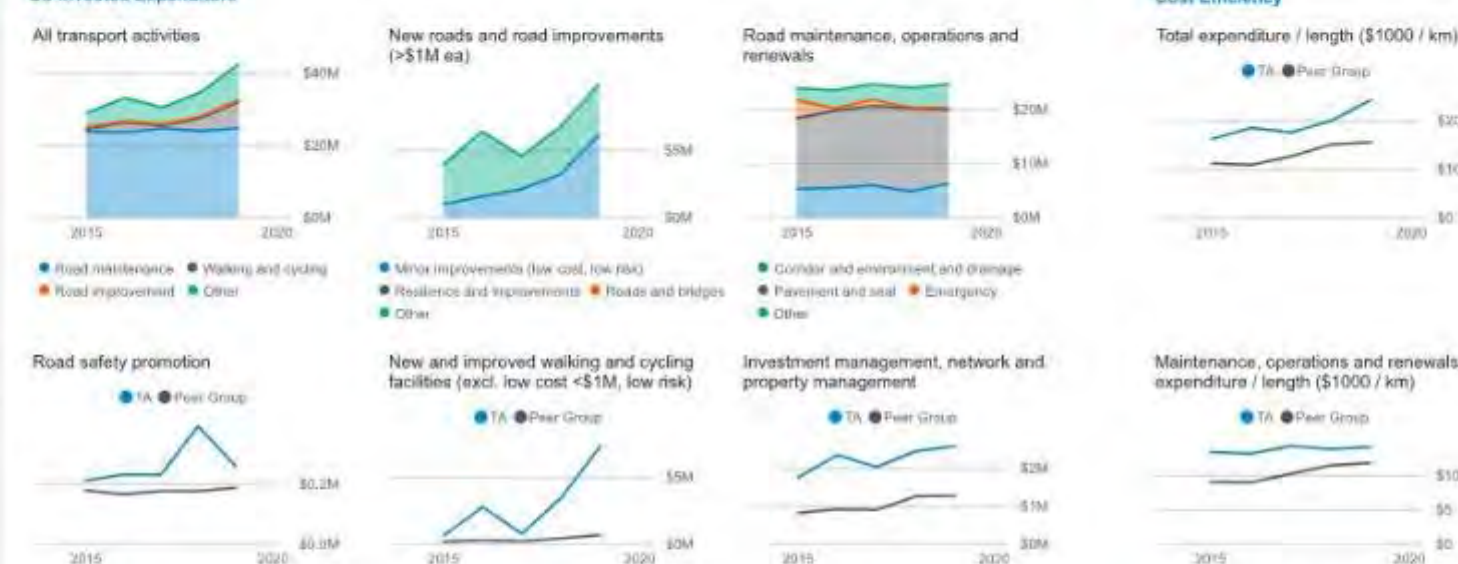 All transport activities
$40M
$20M
$0M
2015 2020
Road maintenance Walking and cycling
Road improvement Other
New roads and road improvements
(>$1M ea)
$5M
$0M
2015 2020
Minor improvements (low cost, low risk)
Resilience and improvements Roads and bridges
Other
Road maintenance, operations and
renewals
$20M
$10M
$0M
2015 2020
Corridor and environment and drainage
Pavement and seal Emergency
Other
Cost Efficiency
Total expenditure / length ($1000 / km)
TA Peer Group
$0
2015 2020
Road safety promotion
TA Peer Group
$0.2M
$0.0M
2015 2020
New and improved walking and cycling
facilities (excl. low cost <$1M, low risk)
TA Peer Group
$5M
$0M
2015 2020
Investment management, network and
property management
TA Peer Group
$2M
$1M
$0M
2015 2020
Maintenance, operations and renewals
expenditure / length ($1000 / km)
TA Peer Group
$10
$5
$0
2015 2020